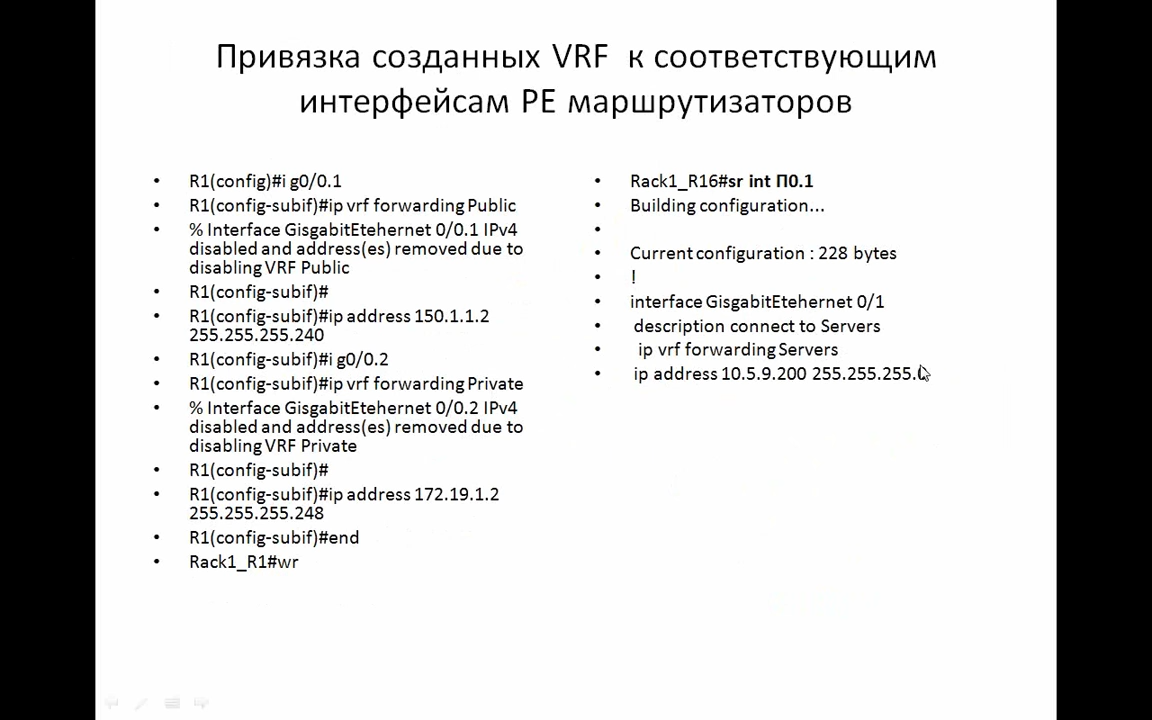 Привязка созданных VRF к соответствующим
интерфейсам PE маршрутизаторов
• R1(config)#i g0/0.1
• R1(config-subif)#ip vrf forwarding Public
• % Interface GisgabitEtehernet 0/0.1 IPv4
disabled and address(es) removed due to
disabling VRF Public
• R1(config-subif)#
• R1(config-subif)#ip address 150.1.1.2
255.255.255.240
• R1(config-subif)#i g0/0.2
• R1(config-subif)#ip vrf forwarding Private
• % Interface GisgabitEtehernet 0/0.2 IPv4
disabled and address(es) removed due to
disabling VRF Private
• R1(config-subif)#
• R1(config-subif)#ip address 172.19.1.2
255.255.255.248
• R1(config-subif)#end
• Rack1_R1#wr
• Rack1_R16#sr int П0.1
• Building configuration...
•
• Current configuration : 228 bytes
• !
• interface GisgabitEtehernet 0/1
• description connect to Servers
• ip vrf forwarding Servers
• ip address 10.5.9.200